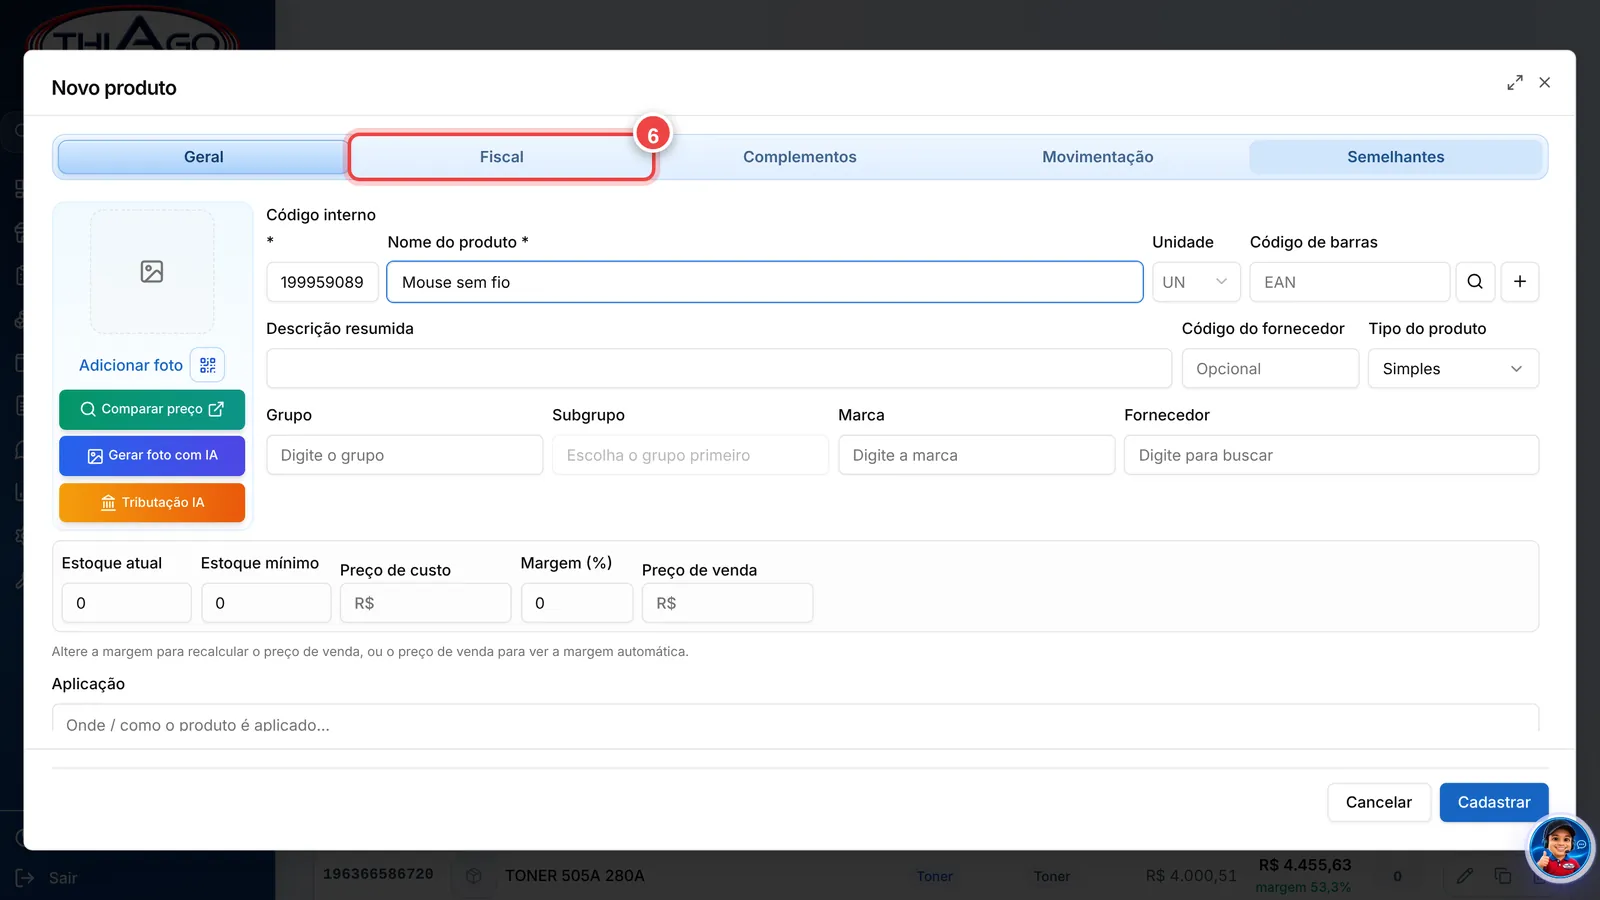 THIAGO
Novo produto
6
Geral
Fiscal
Complementos
Movimentação
Semelhantes
Código interno
*
Nome do produto *
Unidade
Código de barras
199959089
Mouse sem fio
UN
EAN
Descrição resumida
Código do fornecedor
Tipo do produto
Adicionar foto
Opcional
Simples
Comparar preço
Grupo
Subgrupo
Marca
Fornecedor
Gerar foto com IA
Digite o grupo
Escolha o grupo primeiro
Digite a marca
Digite para buscar
Tributação IA
Estoque atual
Estoque mínimo
Preço de custo
Margem (%)
Preço de venda
0
0
R$
0
R$
Altere a margem para recalcular o preço de venda, ou o preço de venda para ver a margem automática.
Aplicação
Onde / como o produto é aplicado...
Cancelar
Cadastrar
Sair
196366586720
TONER 505A 280A
Toner
Toner
R$ 4.000,51
R$ 4.455,63
margem 53,3%
0